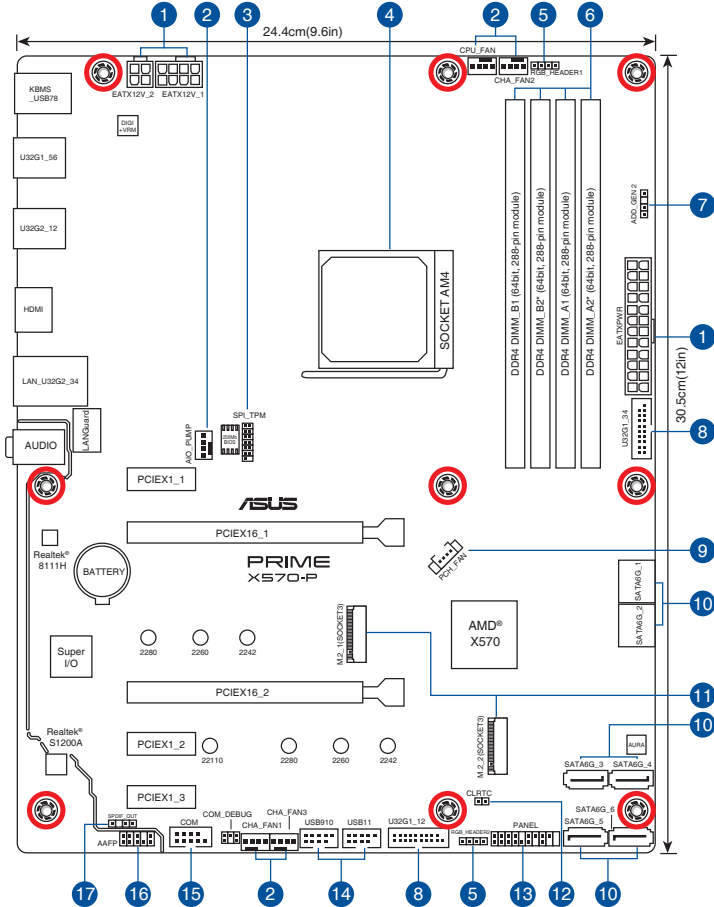 1
2
3
4
2
5
6
24.4cm(9.6in)
CPU_FAN
CHA_FAN2
RGB_HEADER1
EATX12V_2
EATX12V_1
KBMS
_USB78
DIGI
+VRM
U32G1_56
U32G2_12
HDMI
LAN_U32G2_34
LANGuard
AUDIO
SOCKET AM4
DDR4 DIMM_B1 (64bit, 288-pin module)
DDR4 DIMM_B2* (64bit, 288-pin module)
DDR4 DIMM_A1 (64bit, 288-pin module)
DDR4 DIMM_A2* (64bit, 288-pin module)
ADD_GEN 2
7
EATXPWR
1
30.5cm(12in)
U32G1_34
8
SPI_TPM
AIO_PUMP
256Mb
BIOS
PCIEX1_1
ASUS
PCIEX16_1
PRIME
X570-P
PCH_FAN
9
Realtek®
8111H
BATTERY
SATA6G_1
SATA6G_2
10
AMD®
X570
Super
I/O
2280
2260
2242
M.2_1(SOCKET3)
11
PCIEX16_2
Realtek®
S1200A
PCIEX1_2
22110
2280
2260
2242
M.2_2(SOCKET3)
10
AURA
SATA6G_3
SATA6G_4
PCIEX1_3
CLRTC
SATA6G_6
SATA6G_5
SPDIF_OUT
AAFP
COM
COM_DEBUG
CHA_FAN1
CHA_FAN3
USB910
USB11
U32G1_12
RGB_HEADER2
PANEL
17
16
15
2
14
8
5
13
12
10